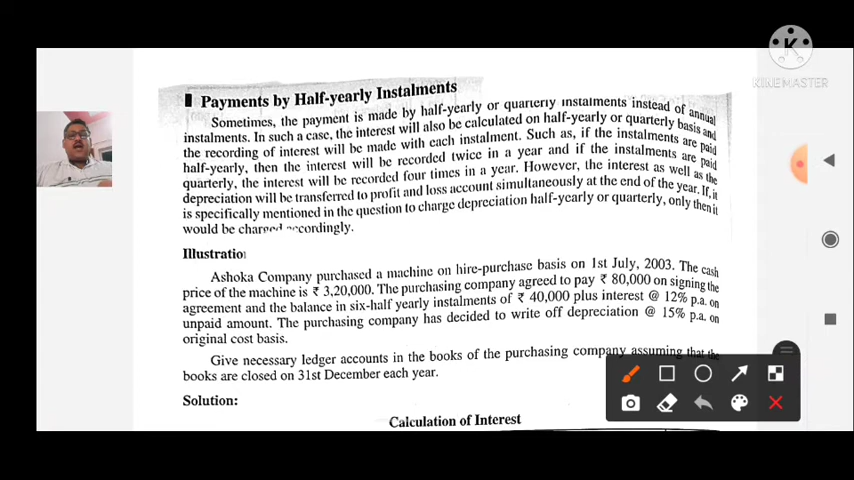 K
KINEMASTER
Payments by Half-yearly Instalments
Sometimes, the payment is made by half-yearly or quarterly instalments instead of annual
instalments. In such a case, the interest will also be calculated on half-yearly or quarterly basis and
the recording of interest will be made with each instalment. Such as, if the instalments are paid
half-yearly, then the interest will be recorded twice in a year and if the instalments are paid
quarterly, the interest will be recorded four times in a year. However, the interest as well as the
depreciation will be transferred to profit and loss account simultaneously at the end of the year. If, it
is specifically mentioned in the question to charge depreciation half-yearly or quarterly, only then it
would be charged accordingly.
Illustration
Ashoka Company purchased a machine on hire-purchase basis on 1st July, 2003. The cash
price of the machine is ₹ 3,20,000. The purchasing company agreed to pay ₹ 80,000 on signing the
agreement and the balance in six-half yearly instalments of ₹ 40,000 plus interest @ 12% p.a. on
unpaid amount. The purchasing company has decided to write off depreciation @ 15% p.a. on
original cost basis.
Give necessary ledger accounts in the books of the purchasing company assuming that the
books are closed on 31st December each year.
Solution:
Calculation of Interest